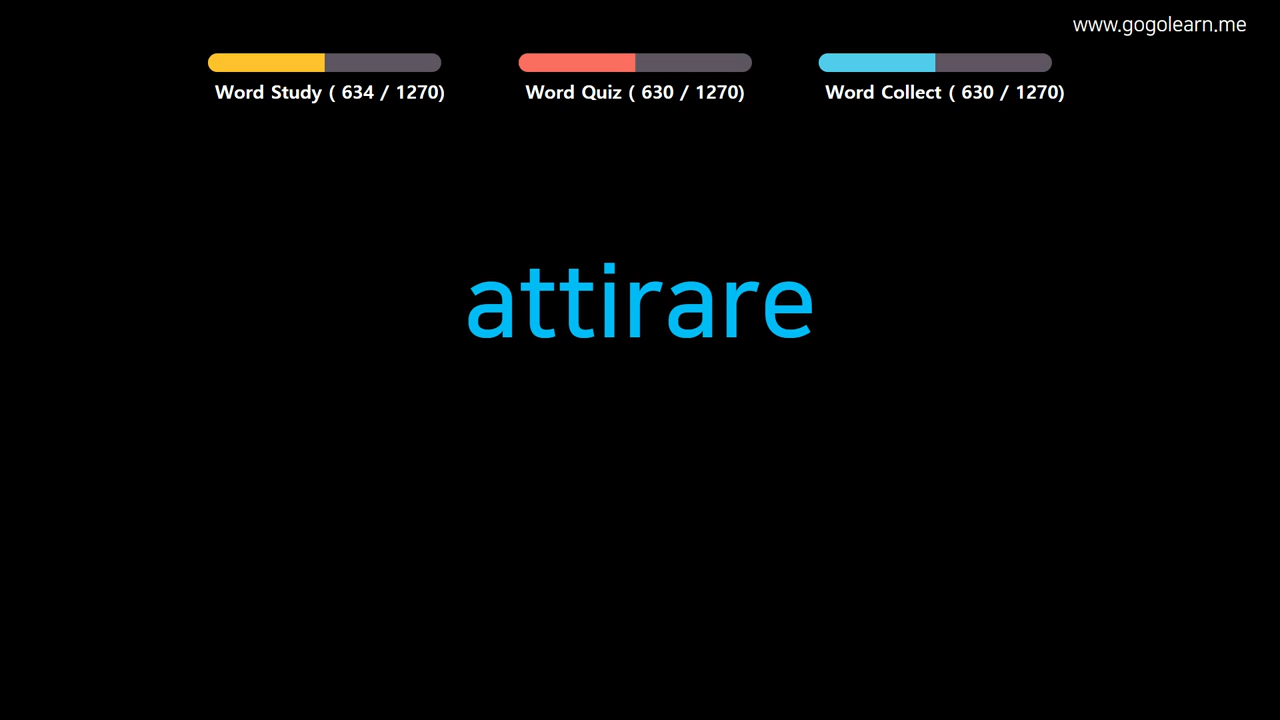 www.gogolearn.me
Word Study ( 634 / 1270)
Word Quiz ( 630 / 1270)
Word Collect ( 630 / 1270)
attirare